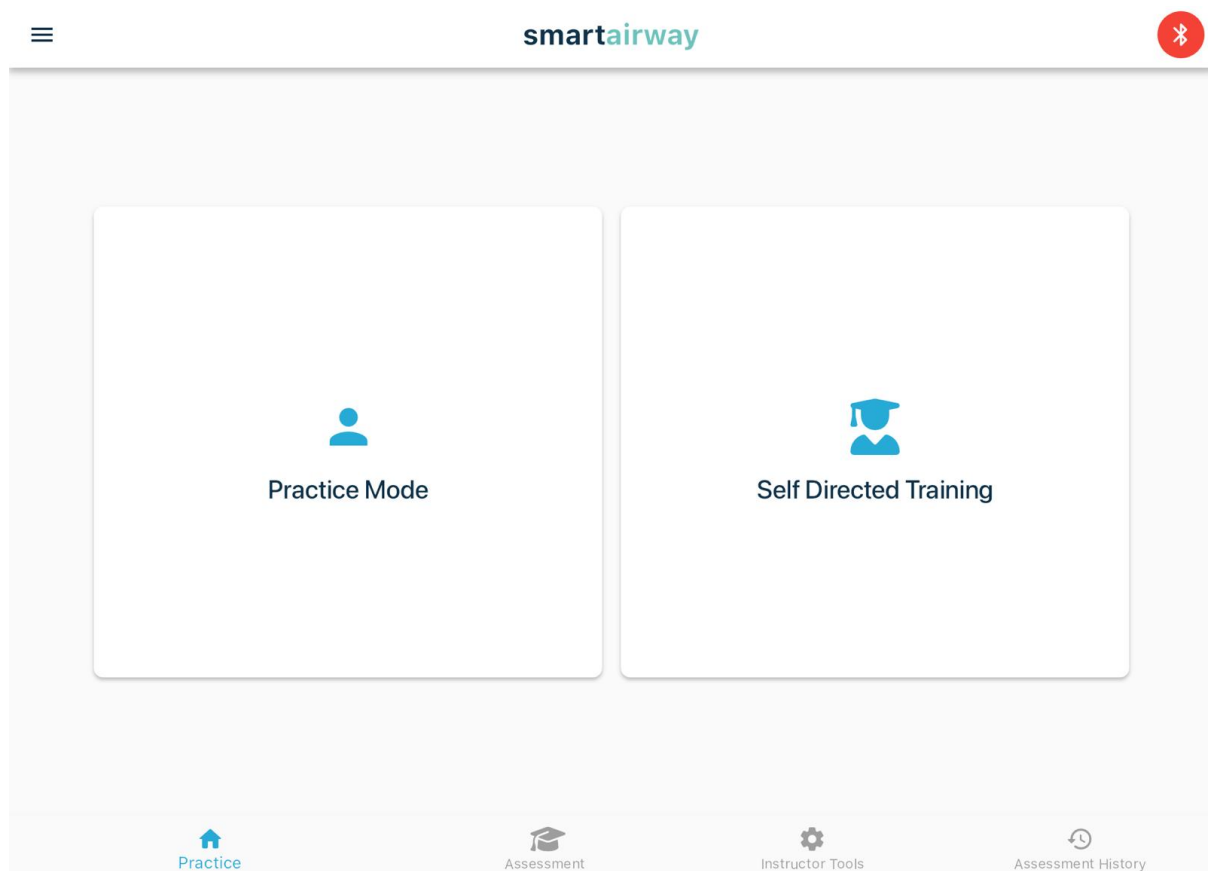 smartairway
Practice Mode
Self Directed Training
Practice
Assessment
Instructor Tools
Assessment History